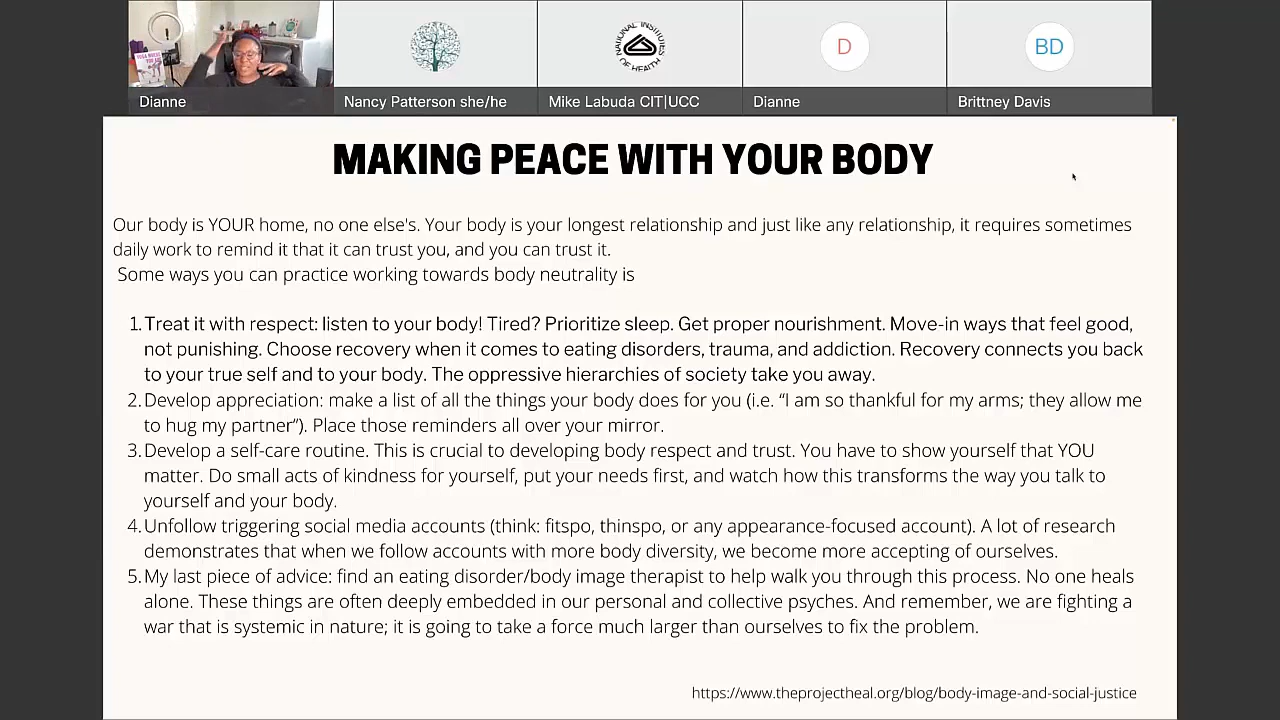 YOGA
NATIONAL INSTITUTES OF HEALTH
D
BD
Dianne
Nancy Patterson she/he
Mike Labuda CIT|UCC
Dianne
Brittney Davis
MAKING PEACE WITH YOUR BODY
Our body is YOUR home, no one else's. Your body is your longest relationship and just like any relationship, it requires sometimes
daily work to remind it that it can trust you, and you can trust it.
Some ways you can practice working towards body neutrality is
1. Treat it with respect: listen to your body! Tired? Prioritize sleep. Get proper nourishment. Move-in ways that feel good,
not punishing. Choose recovery when it comes to eating disorders, trauma, and addiction. Recovery connects you back
to your true self and to your body. The oppressive hierarchies of society take you away.
2. Develop appreciation: make a list of all the things your body does for you (i.e. “I am so thankful for my arms; they allow me
to hug my partner”). Place those reminders all over your mirror.
3. Develop a self-care routine. This is crucial to developing body respect and trust. You have to show yourself that YOU
matter. Do small acts of kindness for yourself, put your needs first, and watch how this transforms the way you talk to
yourself and your body.
4. Unfollow triggering social media accounts (think: fitspo, thinspo, or any appearance-focused account). A lot of research
demonstrates that when we follow accounts with more body diversity, we become more accepting of ourselves.
5. My last piece of advice: find an eating disorder/body image therapist to help walk you through this process. No one heals
alone. These things are often deeply embedded in our personal and collective psyches. And remember, we are fighting a
war that is systemic in nature; it is going to take a force much larger than ourselves to fix the problem.
https://www.theprojectheal.org/blog/body-image-and-social-justice